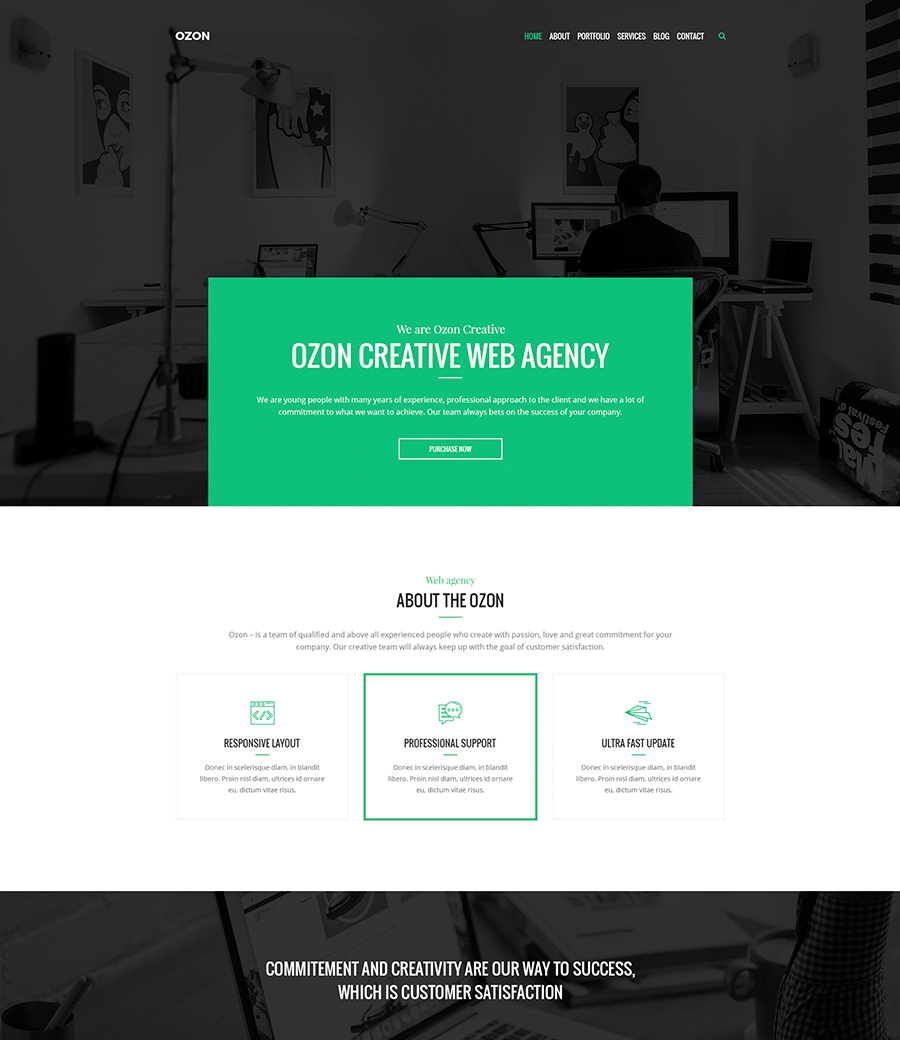 OZON
HOME ABOUT PORTFOLIO SERVICES BLOG CONTACT
We are Ozon Creative
OZON CREATIVE WEB AGENCY
We are young people with many years of experience, professional approach to the client and we have a lot of
commitment to what we want to achieve. Our team always bets on the success of your company.
PURCHASE NOW
Festival d'
Web agency
ABOUT THE OZON
Ozon – is a team of qualified and above all experienced people who create with passion, love and great commitment for your
company. Our creative team will always keep up with the goal of customer satisfaction.
RESPONSIVE LAYOUT
Donec in scelerisque diam, in blandit
libero. Proin nisl diam, ultrices id ornare
eu, dictum vitae risus.
PROFESSIONAL SUPPORT
Donec in scelerisque diam, in blandit
libero. Proin nisl diam, ultrices id ornare
eu, dictum vitae risus.
ULTRA FAST UPDATE
Donec in scelerisque diam, in blandit
libero. Proin nisl diam, ultrices id ornare
eu, dictum vitae risus.
COMMITEMENT AND CREATIVITY ARE OUR WAY TO SUCCESS,
WHICH IS CUSTOMER SATISFACTION